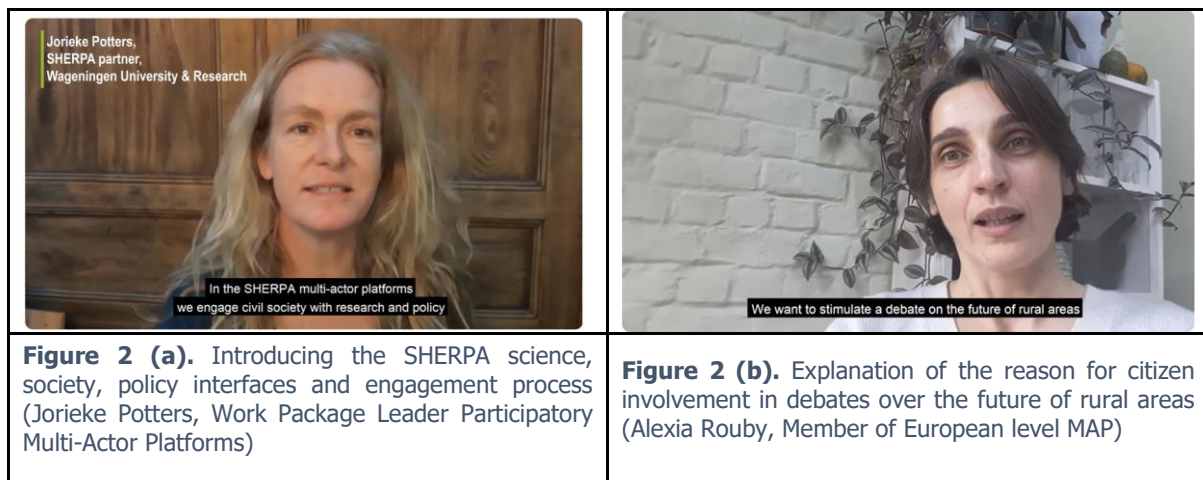 Jorieke Potters,
SHERPA partner,
Wageningen University & Research
In the SHERPA multi-actor platforms
we engage civil society with research and policy
We want to stimulate a debate on the future of rural areas
Figure 2 (a). Introducing the SHERPA science,
society, policy interfaces and engagement process
(Jorieke Potters, Work Package Leader Participatory
Multi-Actor Platforms)
Figure 2 (b). Explanation of the reason for citizen
involvement in debates over the future of rural areas
(Alexia Rouby, Member of European level MAP)